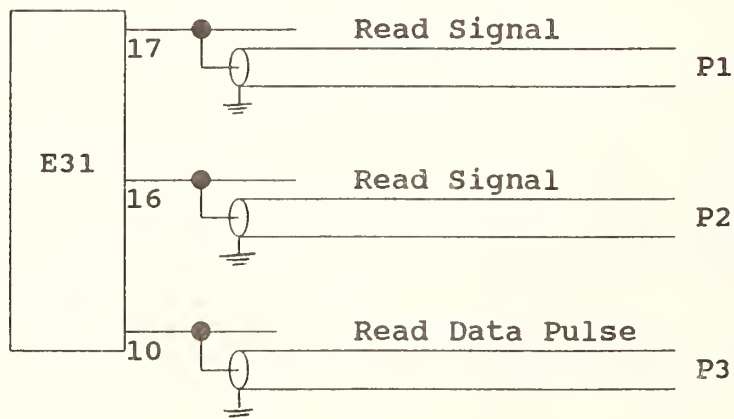 Read Signal
17
P1
E31
Read Signal
16
P2
Read Data Pulse
10
P3